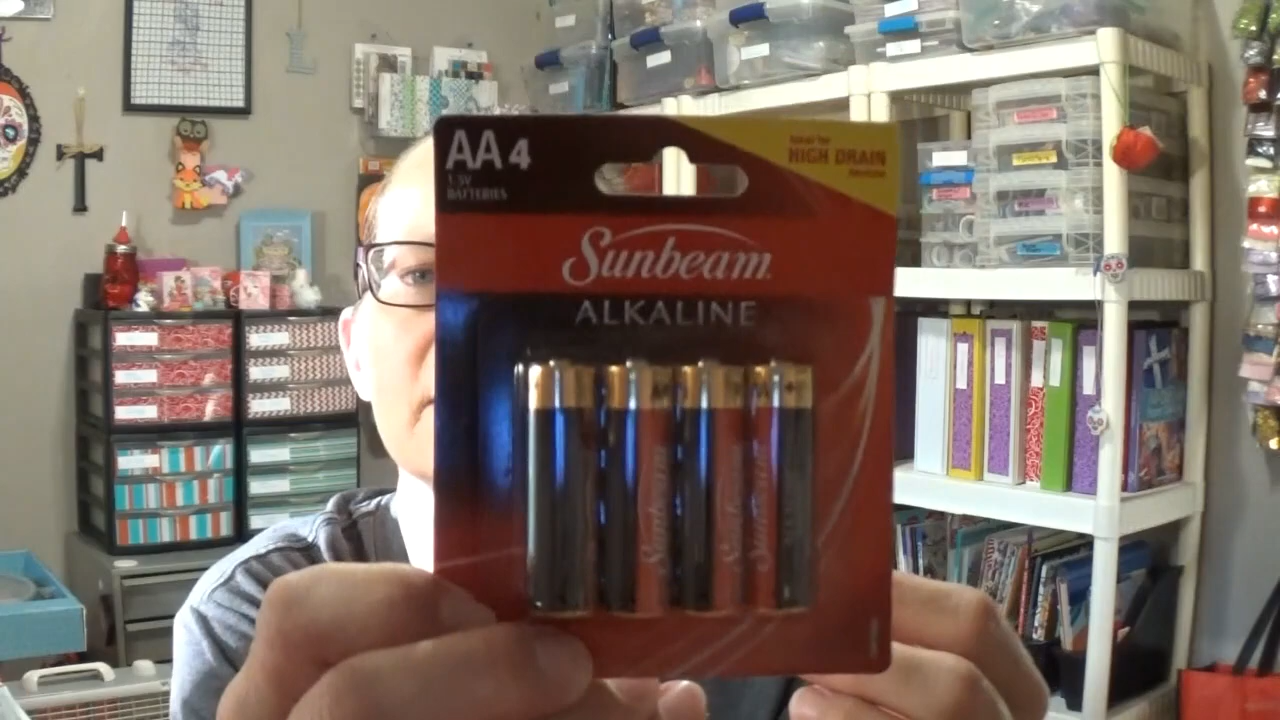 AA 4
1.5V
BATTERIES
Ideal for
HIGH DRAIN
Devices
Sunbeam
ALKALINE
Sunbeam
Sunbeam
Sunbeam